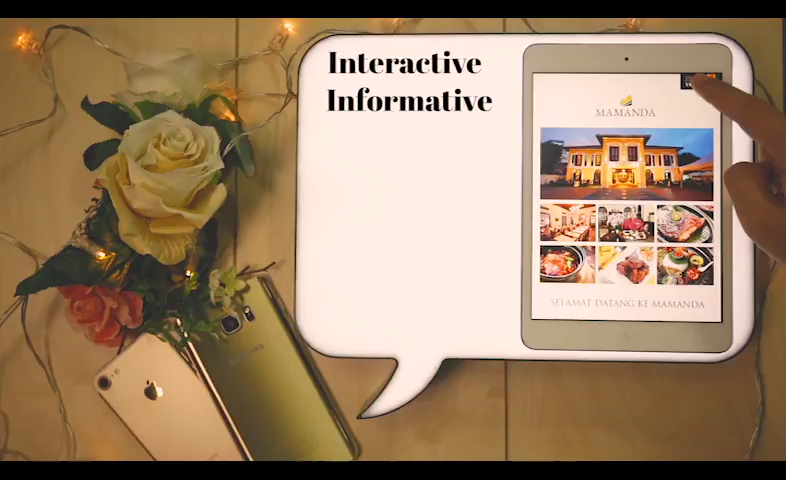 Interactive
Informative
MAMANDA
SELAMAT DATANG KE MAMANDA